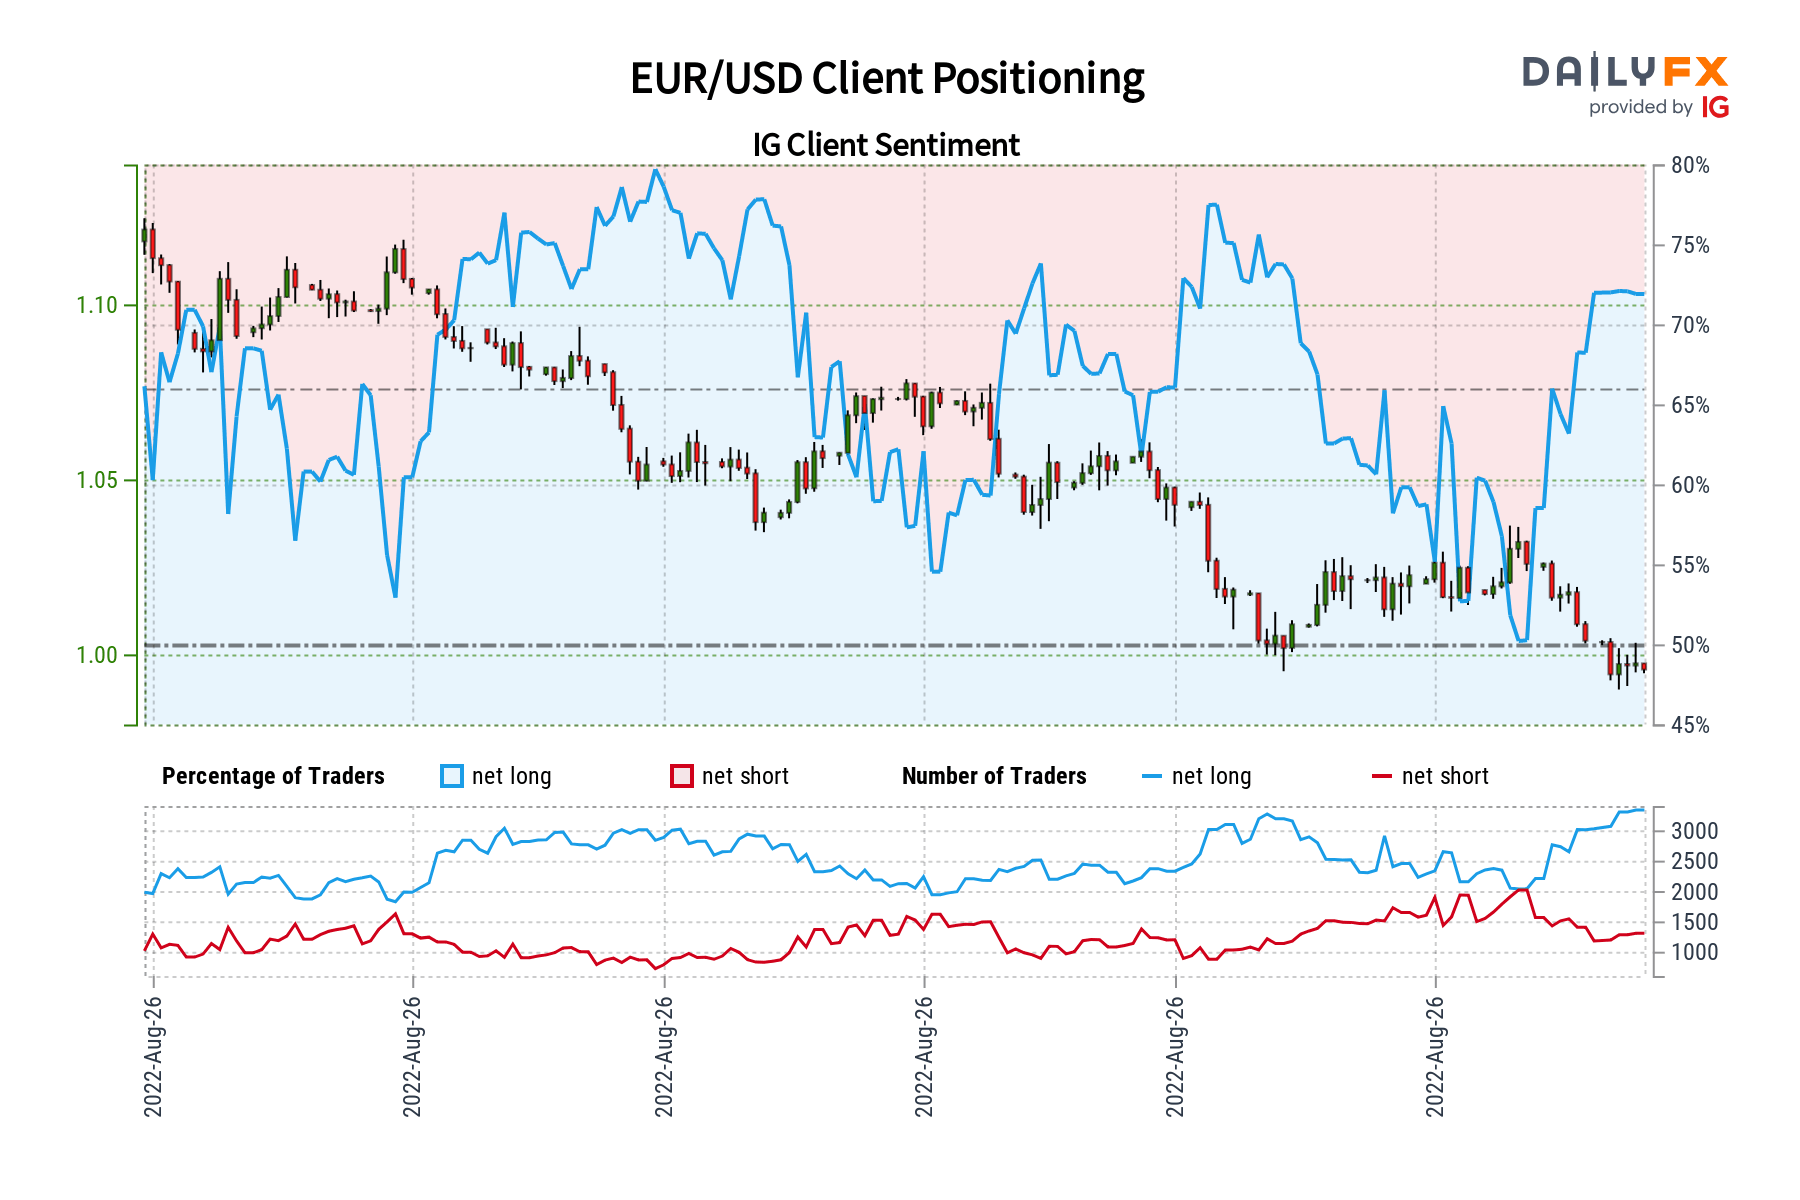 EUR/USD Client Positioning
DAILYFX
provided by IG
IG Client Sentiment
1.10
1.05
1.00
80%
75%
70%
65%
60%
55%
50%
45%
Percentage of Traders net long net short Number of Traders net long net short
3000
2500
2000
1500
1000
2022-Aug-26
2022-Aug-26
2022-Aug-26
2022-Aug-26
2022-Aug-26
2022-Aug-26